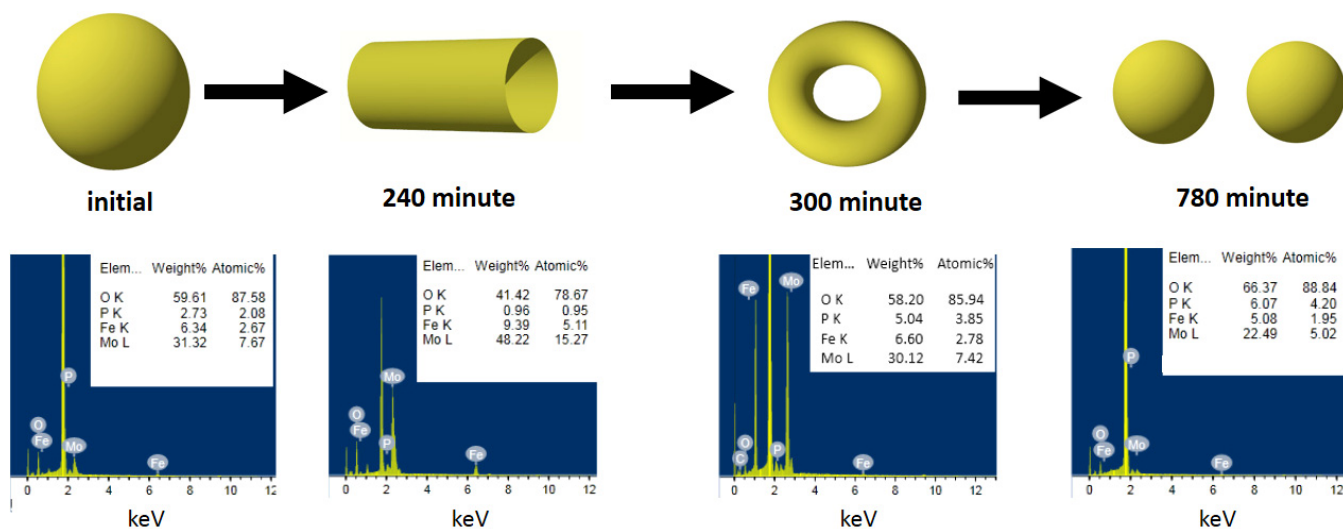 initial
240 minute
300 minute
780 minute
Elem... Weight% Atomic%
O K 59.61 87.58
P K 2.73 2.08
Fe K 6.34 2.67
Mo L 31.32 7.67
P
O
Fe
Mo
Fe
0 2 4 6 8 10 12
keV
Elem... Weight% Atomic%
O K 41.42 78.67
P K 0.96 0.95
Fe K 9.39 5.11
Mo L 48.22 15.27
Mo
O
Fe
P
Fe
0 2 4 6 8 10 12
keV
Elem... Weight% Atomic%
O K 58.20 85.94
P K 5.04 3.85
Fe K 6.60 2.78
Mo L 30.12 7.42
Fe
Mo
O
C
P
Fe
0 2 4 6 8 10 12
keV
Elem... Weight% Atomic%
O K 66.37 88.84
P K 6.07 4.20
Fe K 5.08 1.95
Mo L 22.49 5.02
P
O
Fe
Mo
Fe
0 2 4 6 8 10 12
keV